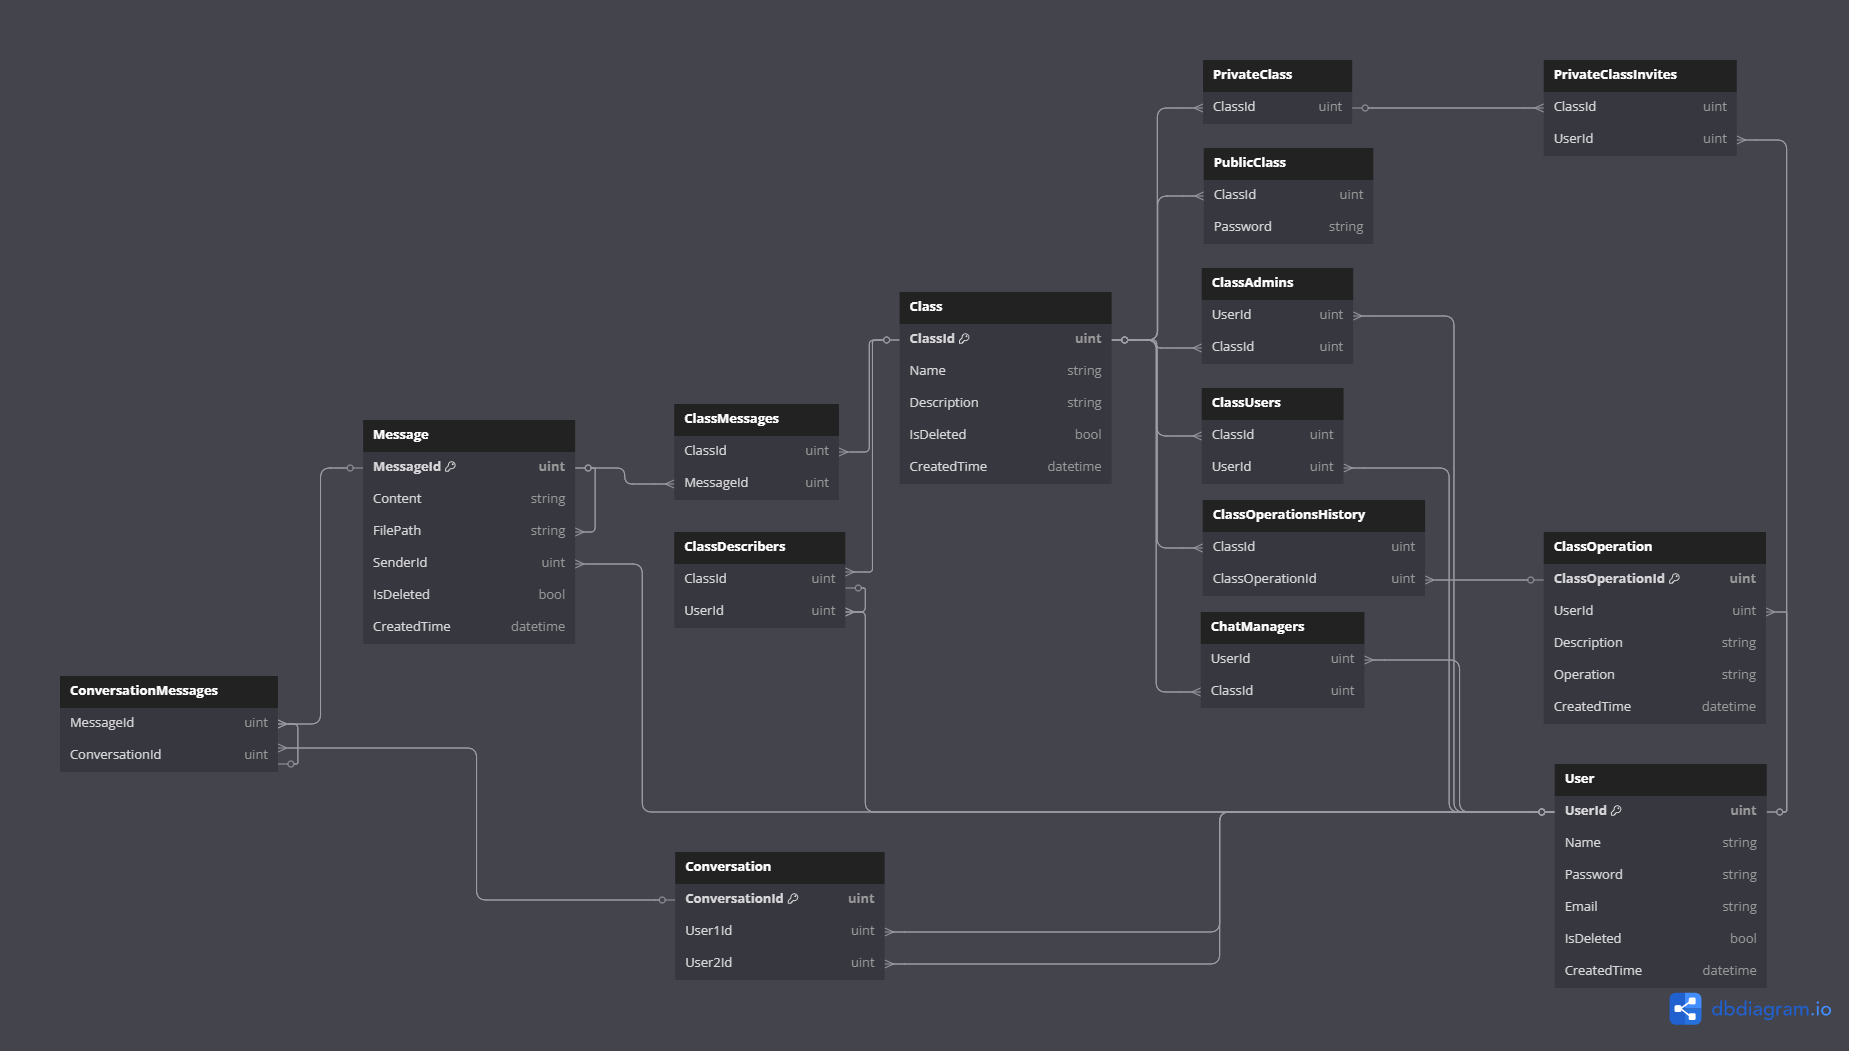 PrivateClass
ClassId uint
PrivateClassInvites
ClassId uint
UserId uint
PublicClass
ClassId uint
Password string
ClassAdmins
UserId uint
ClassId uint
Class
ClassId uint
Name string
Description string
IsDeleted bool
CreatedTime datetime
ClassUsers
ClassId uint
UserId uint
ClassMessages
ClassId uint
MessageId uint
Message
MessageId uint
Content string
FilePath string
SenderId uint
IsDeleted bool
CreatedTime datetime
ClassOperationsHistory
ClassId uint
ClassOperationId uint
ClassDescribers
ClassId uint
UserId uint
ClassOperation
ClassOperationId uint
UserId uint
Description string
Operation string
CreatedTime datetime
ChatManagers
UserId uint
ClassId uint
ConversationMessages
MessageId uint
ConversationId uint
User
UserId uint
Name string
Password string
Email string
IsDeleted bool
CreatedTime datetime
Conversation
ConversationId uint
User1Id uint
User2Id uint
dbdiagram.io